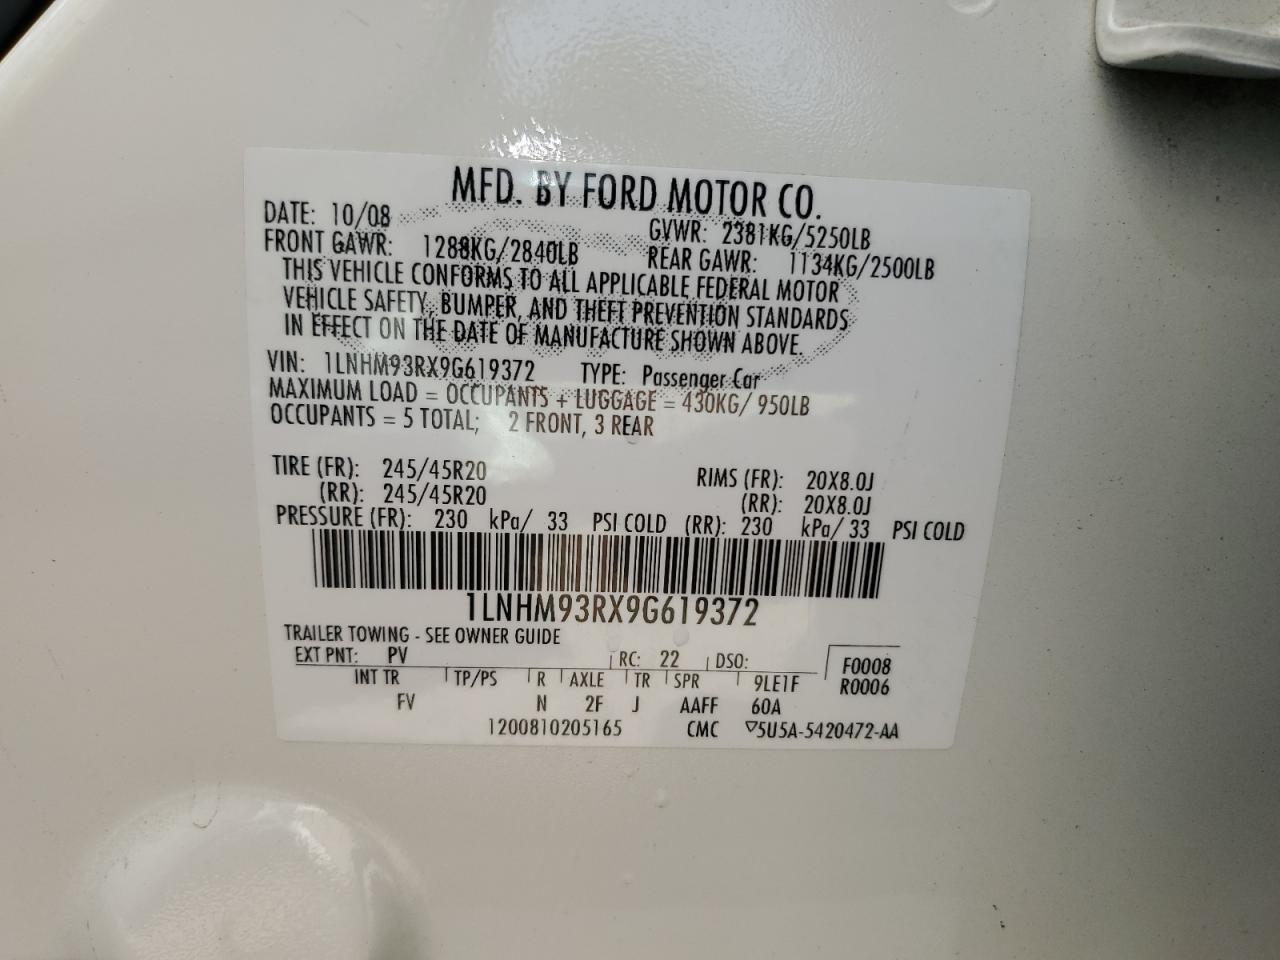 MFD. BY FORD MOTOR CO.
DATE: 10/08 GVWR: 2381KG/5250LB
FRONT GAWR: 1288KG/2840LB REAR GAWR: 1134KG/2500LB
THIS VEHICLE CONFORMS TO ALL APPLICABLE FEDERAL MOTOR
VEHICLE SAFETY, BUMPER, AND THEFT PREVENTION STANDARDS
IN EFFECT ON THE DATE OF MANUFACTURE SHOWN ABOVE.
VIN: 1LNHM93RX9G619372 TYPE: Passenger Car
MAXIMUM LOAD = OCCUPANTS + LUGGAGE = 430KG/ 950LB
OCCUPANTS = 5 TOTAL; 2 FRONT, 3 REAR
TIRE (FR): 245/45R20 RIMS (FR): 20X8.0J
(RR): 245/45R20 (RR): 20X8.0J
PRESSURE (FR): 230 kPa/ 33 PSI COLD (RR): 230 kPa/ 33 PSI COLD
1LNHM93RX9G619372
TRAILER TOWING - SEE OWNER GUIDE
EXT PNT: PV RC: 22 DSO: F0008
INT TR TP/PS R AXLE TR SPR 9LE1F R0006
FV N 2F J AAFF 60A
1200810205165 CMC ▽5U5A-5420472-AA